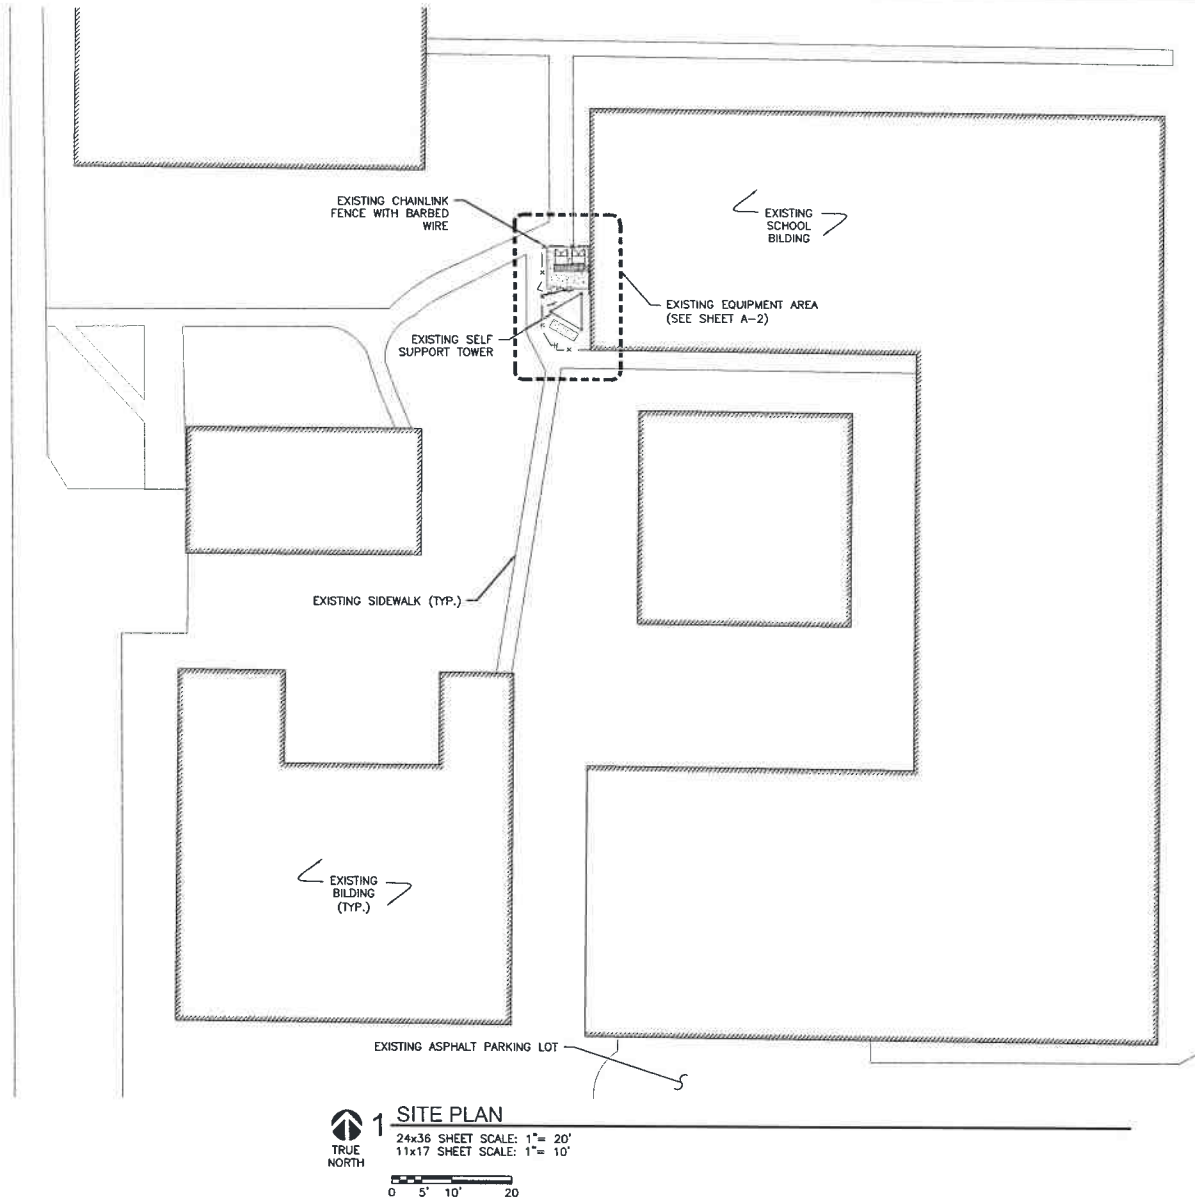 EXISTING CHAINLINK
FENCE WITH BARBED
WIRE
EXISTING
SCHOOL
BILDING
EXISTING EQUIPMENT AREA
(SEE SHEET A-2)
EXISTING SELF
SUPPORT TOWER
EXISTING SIDEWALK (TYP.)
EXISTING
BILDING
(TYP.)
EXISTING ASPHALT PARKING LOT
TRUE
NORTH
1 SITE PLAN
24x36 SHEET SCALE: 1"= 20'
11x17 SHEET SCALE: 1"= 10'
0 5' 10' 20